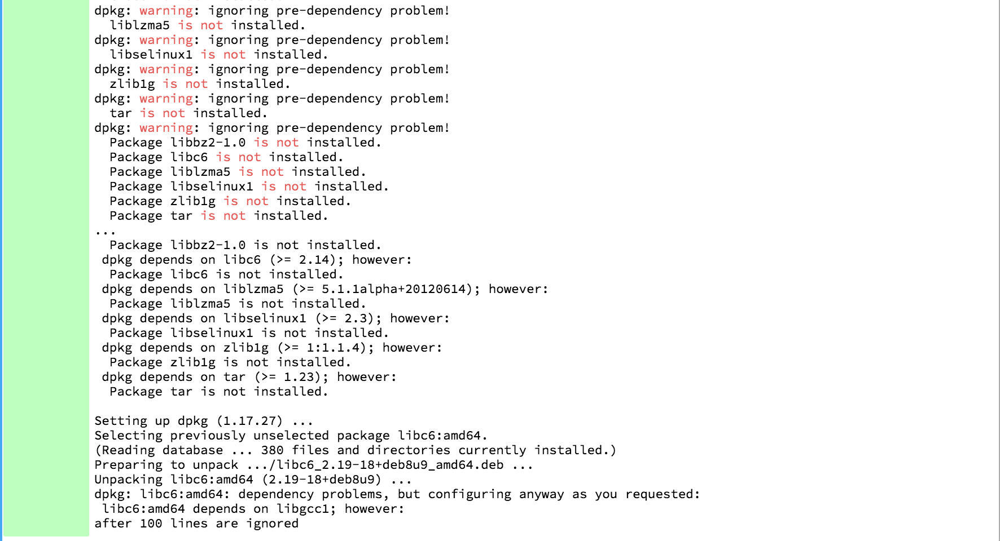 dpkg: warning: ignoring pre-dependency problem!
  liblzma5 is not installed.
dpkg: warning: ignoring pre-dependency problem!
  libselinux1 is not installed.
dpkg: warning: ignoring pre-dependency problem!
  zlib1g is not installed.
dpkg: warning: ignoring pre-dependency problem!
  tar is not installed.
dpkg: warning: ignoring pre-dependency problem!
  Package libbz2-1.0 is not installed.
  Package libc6 is not installed.
  Package liblzma5 is not installed.
  Package libselinux1 is not installed.
  Package zlib1g is not installed.
  Package tar is not installed.
...
  Package libbz2-1.0 is not installed.
 dpkg depends on libc6 (>= 2.14); however:
  Package libc6 is not installed.
 dpkg depends on liblzma5 (>= 5.1.1alpha+20120614); however:
  Package liblzma5 is not installed.
 dpkg depends on libselinux1 (>= 2.3); however:
  Package libselinux1 is not installed.
 dpkg depends on zlib1g (>= 1:1.1.4); however:
  Package zlib1g is not installed.
 dpkg depends on tar (>= 1.23); however:
  Package tar is not installed.

Setting up dpkg (1.17.27) ...
Selecting previously unselected package libc6:amd64.
(Reading database ... 380 files and directories currently installed.)
Preparing to unpack .../libc6_2.19-18+deb8u9_amd64.deb ...
Unpacking libc6:amd64 (2.19-18+deb8u9) ...
dpkg: libc6:amd64: dependency problems, but configuring anyway as you requested:
 libc6:amd64 depends on libgcc1; however:
after 100 lines are ignored